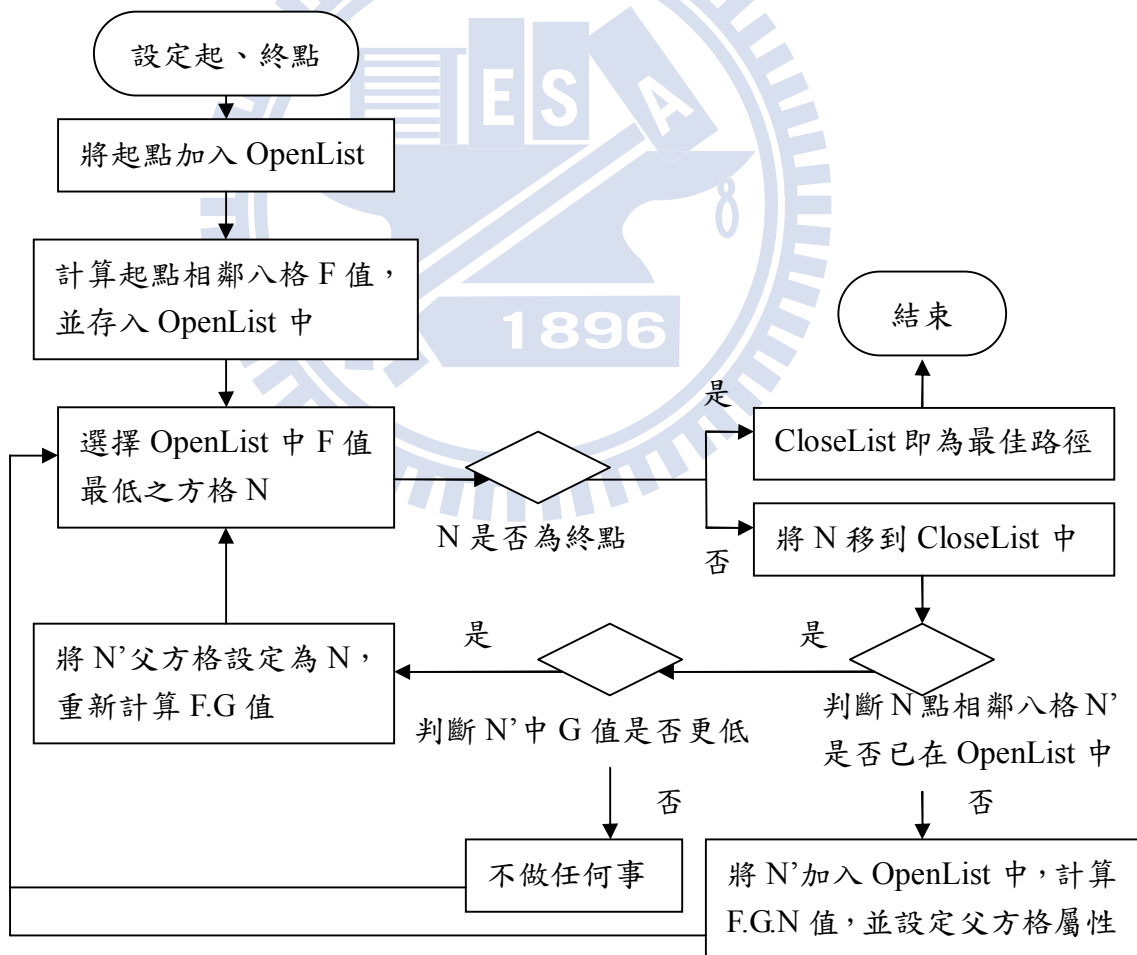 設定起、終點
將起點加入 OpenList
計算起點相鄰八格 F 值，
並存入 OpenList 中
選擇 OpenList 中 F 值
最低之方格 N
N 是否為終點
是
否
CloseList 即為最佳路徑
結束
將 N 移到 CloseList 中
判斷 N 點相鄰八格 N’
是否已在 OpenList 中
是
否
判斷 N’中 G 值是否更低
是
否
將 N’父方格設定為 N，
重新計算 F.G 值
不做任何事
將 N’加入 OpenList 中，計算
F.G.N 值，並設定父方格屬性
E S A
8
1896